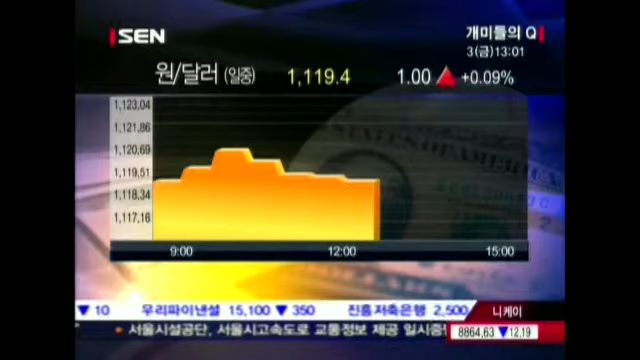 SEN
개미들의 Q
3(금)13:01
원/달러 (일중) 1,119.4 1.00 ▲ +0.09%
1,123,04
1,121,86
1,120,69
1,119,51
1,118,34
1,117,16
9:00 12:00 15:00
▼ 10 우리파이낸셜 15,100 ▼ 350 진흥저축은행 2,500
니케이
서울시설공단, 서울시고속도로 교통정보 제공 일시중
8864,63 ▼12,19